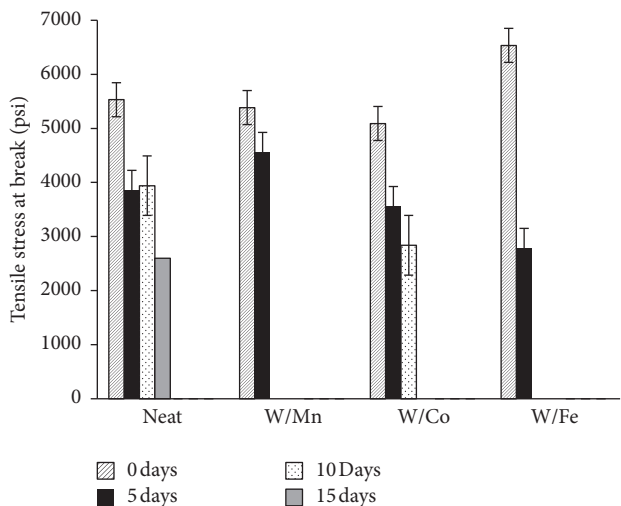 Tensile stress at break (psi)
7000
6000
5000
4000
3000
2000
1000
0
Neat W/Mn W/Co W/Fe
0 days 10 Days
5 days 15 days